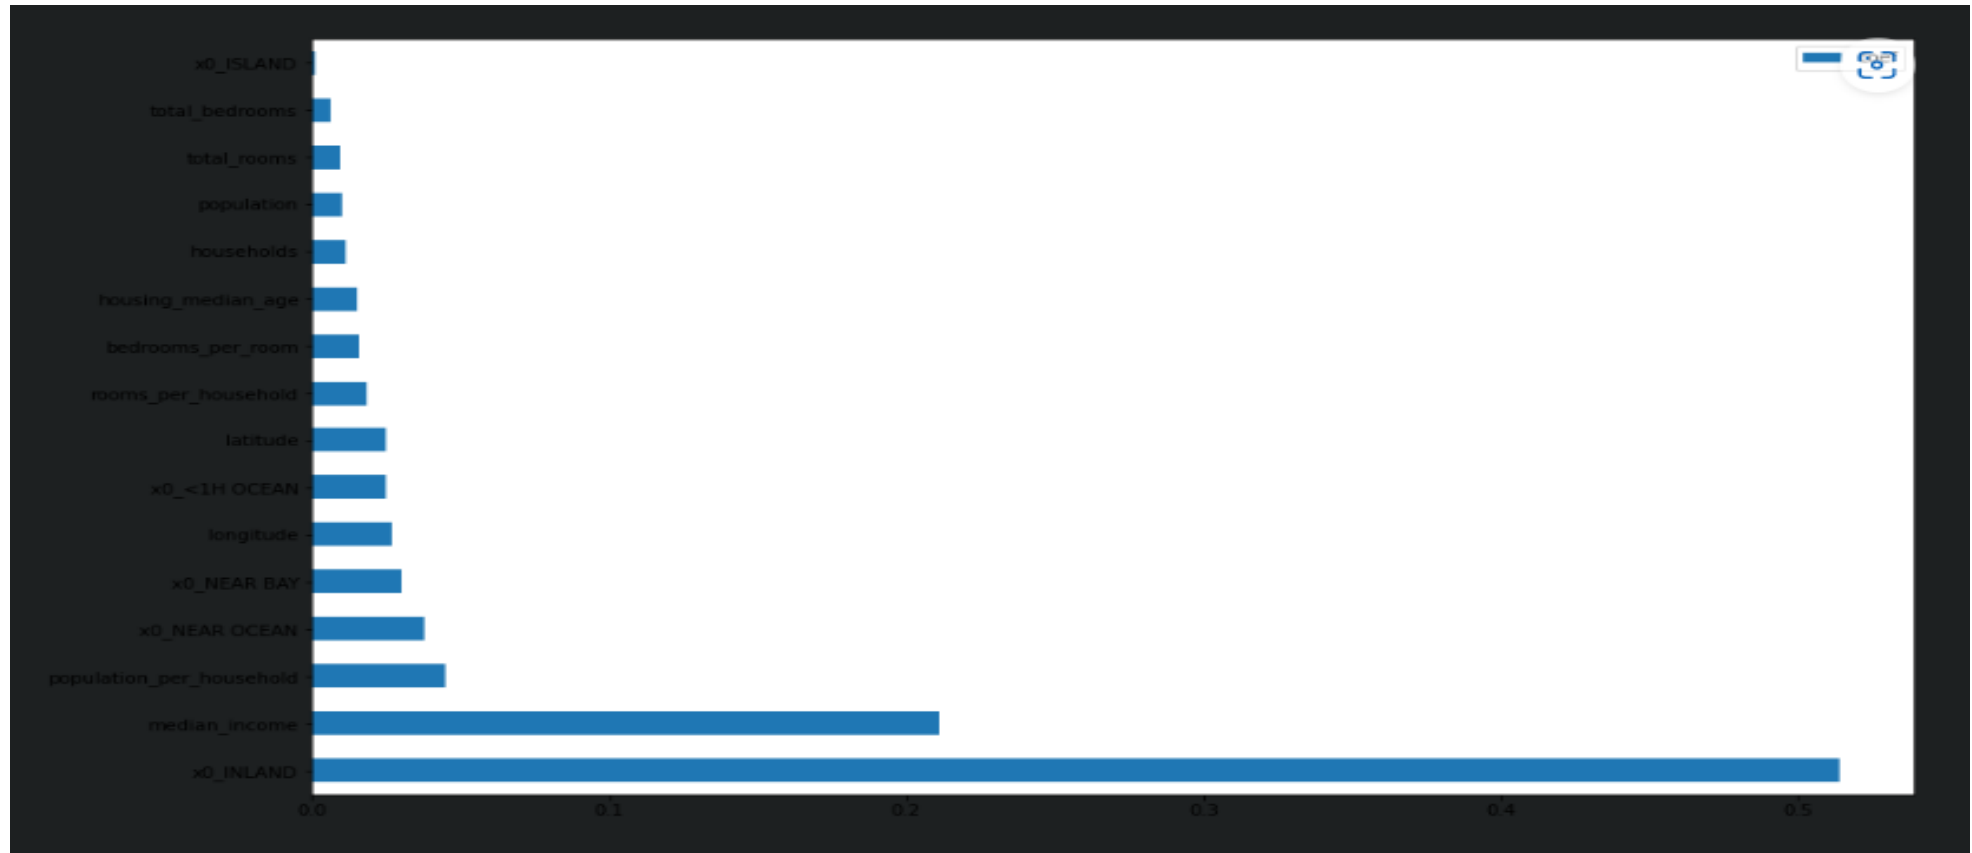 x0_ISLAND
total_bedrooms
total_rooms
population
households
housing_median_age
bedrooms_per_room
rooms_per_household
latitude
x0_<1H OCEAN
longitude
x0_NEAR BAY
x0_NEAR OCEAN
population_per_household
median_income
x0_INLAND
0.0 0.1 0.2 0.3 0.4 0.5